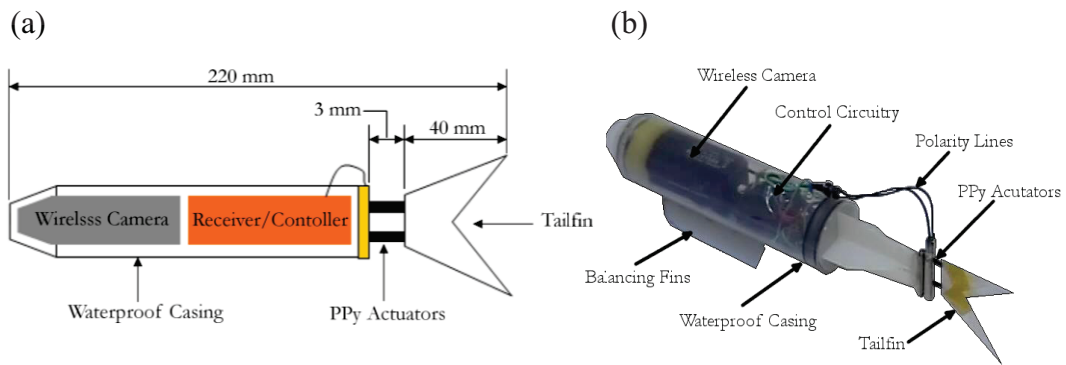 (a)
220 mm
3 mm
40 mm
Wirelsss Camera
Receiver/Contoller
Tailfin
Waterproof Casing
PPy Actuators
(b)
Wireless Camera
Control Circuitry
Polarity Lines
PPy Acutators
Balancing Fins
Waterproof Casing
Tailfin